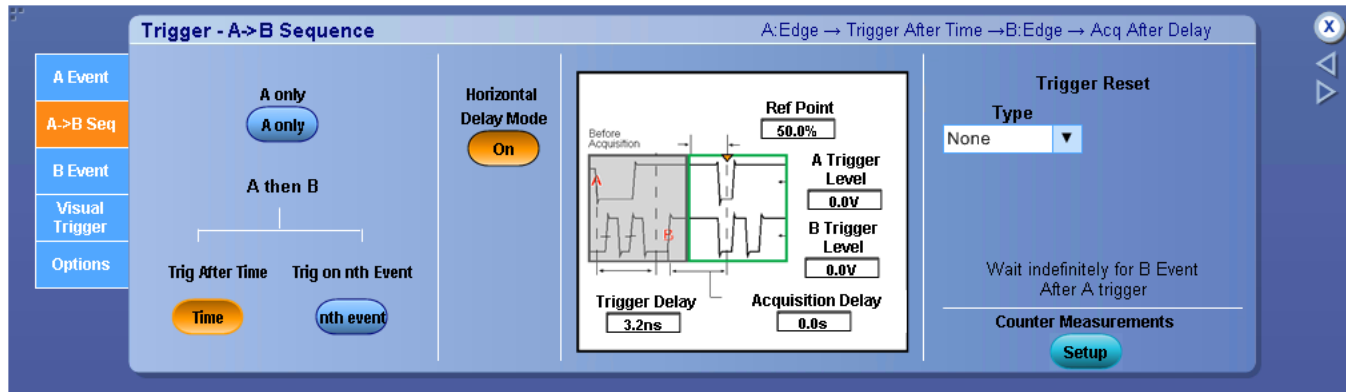 Trigger - A->B Sequence
A:Edge → Trigger After Time →B:Edge → Acq After Delay
X
A Event
A->B Seq
B Event
Visual
Trigger
Options
A only
A only
A then B
Trig After Time
Trig on nth Event
Time
nth event
Horizontal
Delay Mode
On
Before
Acquisition
A
B
Ref Point
50.0%
A Trigger
Level
0.0V
B Trigger
Level
0.0V
Trigger Delay
3.2ns
Acquisition Delay
0.0s
Trigger Reset
Type
None
Wait indefinitely for B Event
After A trigger
Counter Measurements
Setup